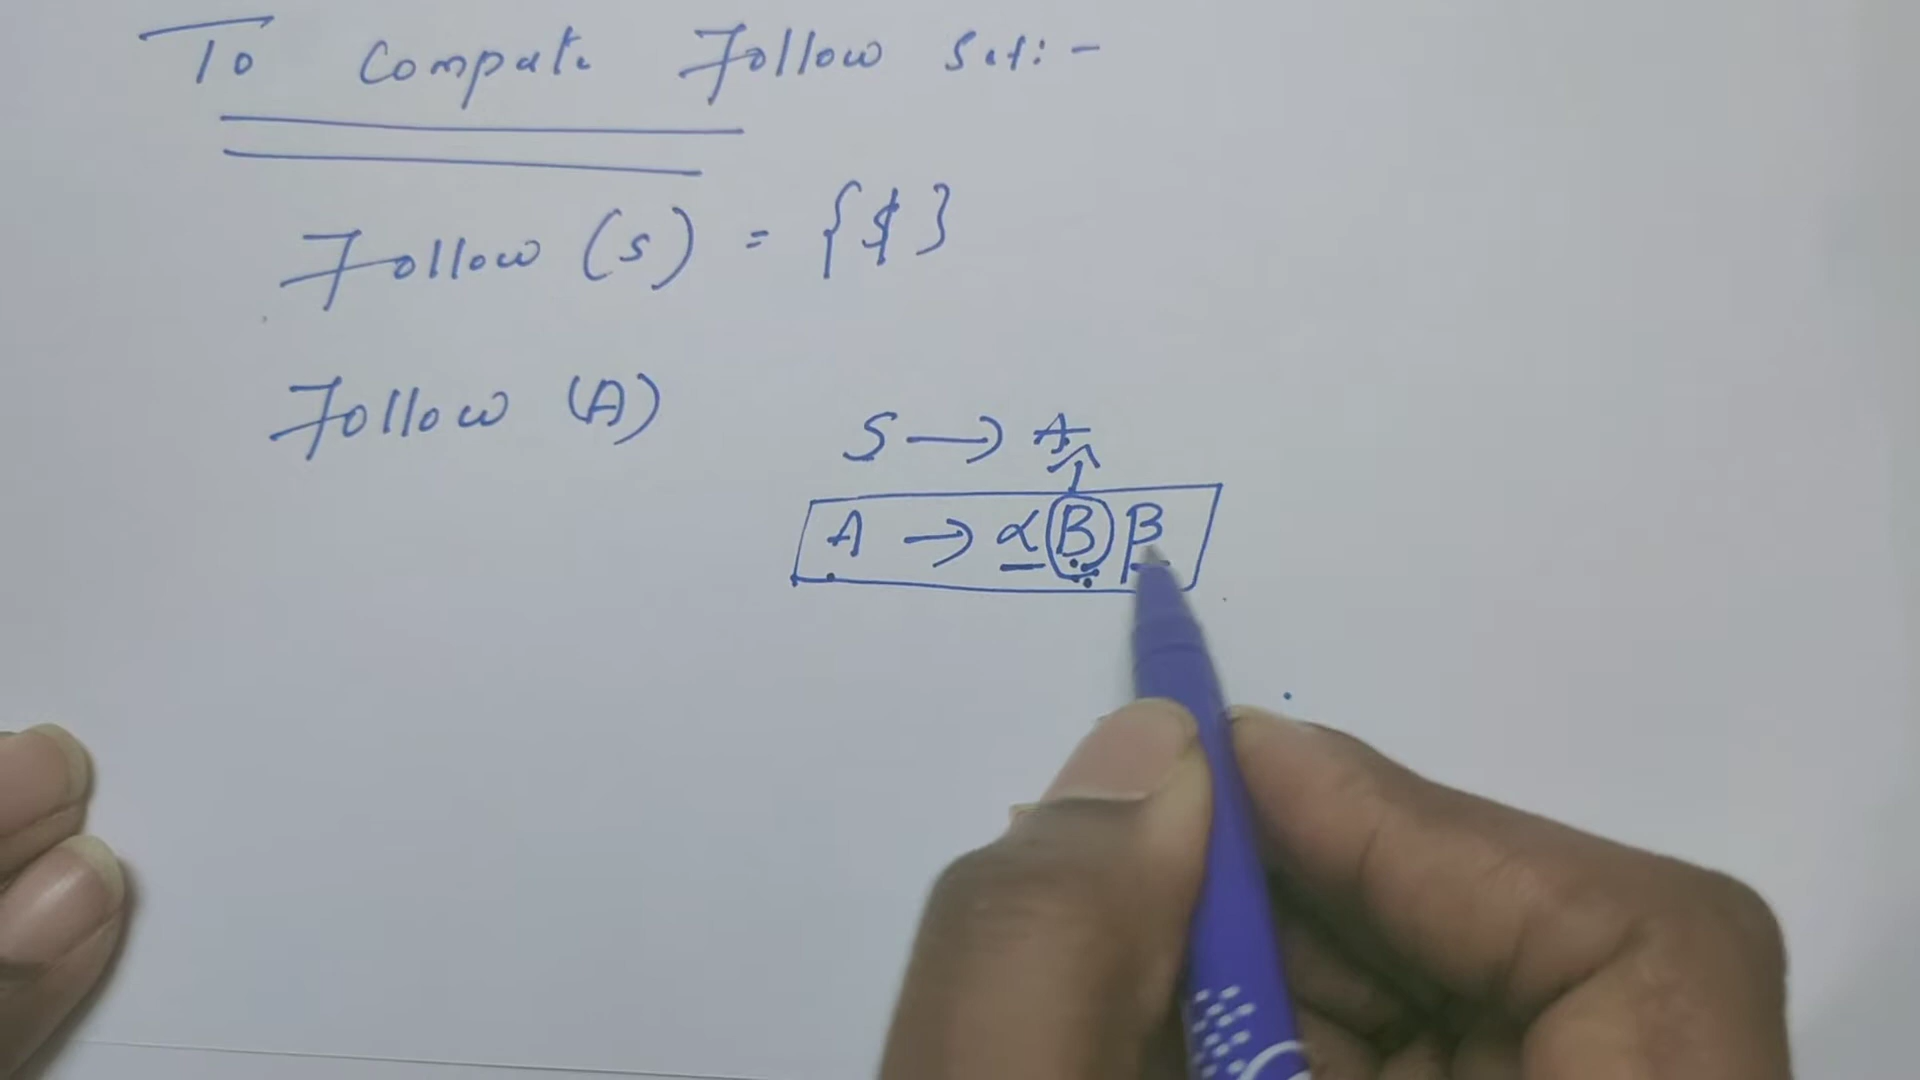 To Compute Follow Set:-
Follow (S) = {$}
Follow (A)
S → A
A → αBβ